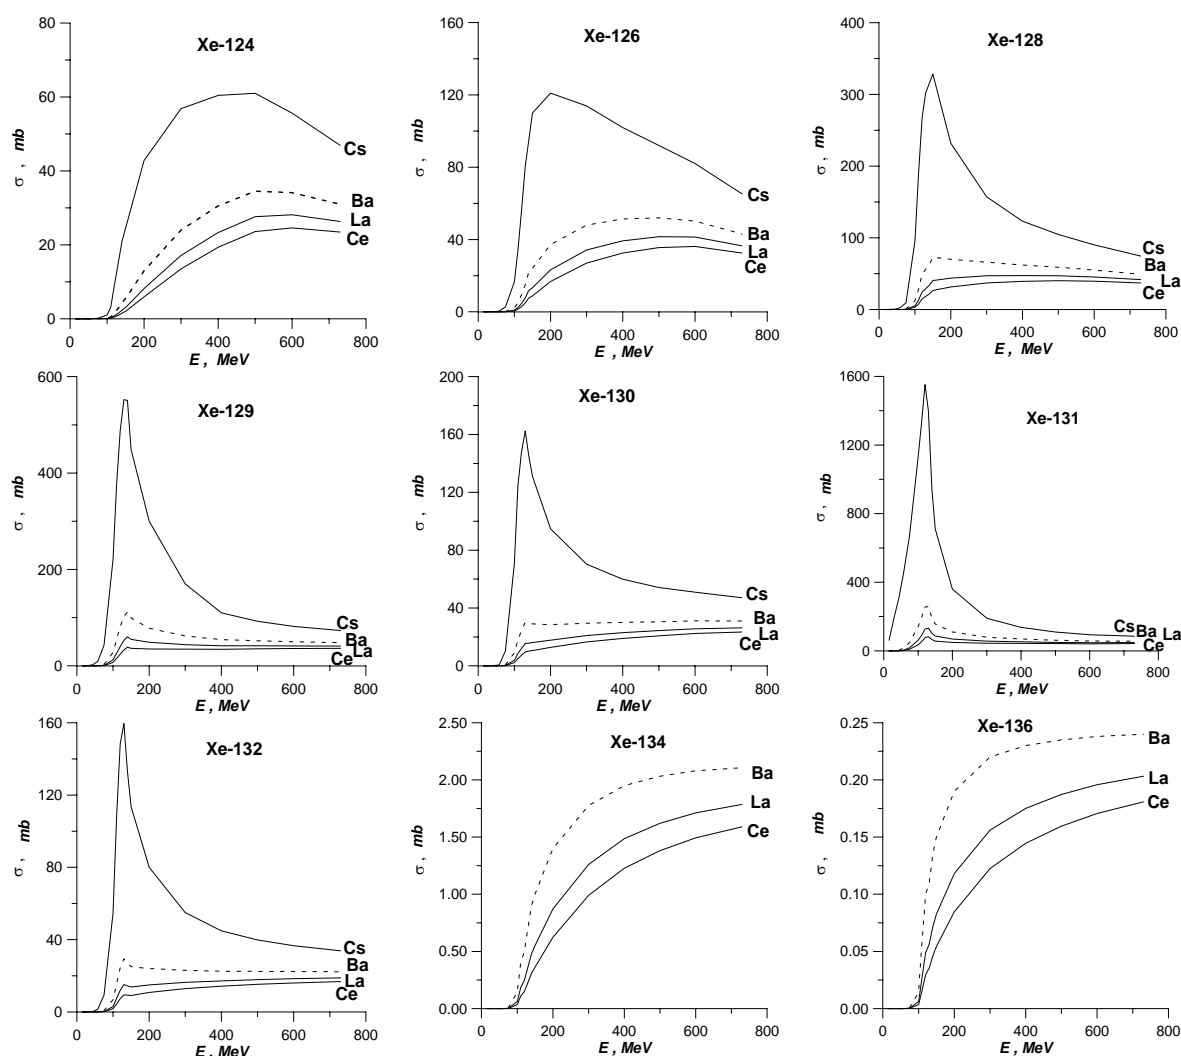 Xe-124
80
60
40
20
0
σ , mb
Cs
Ba
La
Ce
0 200 400 600 800
E , MeV
Xe-126
160
120
80
40
0
σ , mb
Cs
Ba
La
Ce
0 200 400 600 800
E , MeV
Xe-128
400
300
200
100
0
σ , mb
Cs
Ba
La
Ce
0 200 400 600 800
E , MeV
Xe-129
600
400
200
0
σ , mb
Cs
Ba
La
Ce
0 200 400 600 800
E , MeV
Xe-130
200
160
120
80
40
0
σ , mb
Cs
Ba
La
Ce
0 200 400 600 800
E , MeV
Xe-131
1600
1200
800
400
0
σ , mb
Cs Ba La
Ce
0 200 400 600 800
E , MeV
Xe-132
160
120
80
40
0
σ , mb
Cs
Ba
La
Ce
0 200 400 600 800
E , MeV
Xe-134
2.50
2.00
1.50
1.00
0.50
0.00
σ , mb
Ba
La
Ce
0 200 400 600 800
E , MeV
Xe-136
0.25
0.20
0.15
0.10
0.05
0.00
σ , mb
Ba
La
Ce
0 200 400 600 800
E , MeV